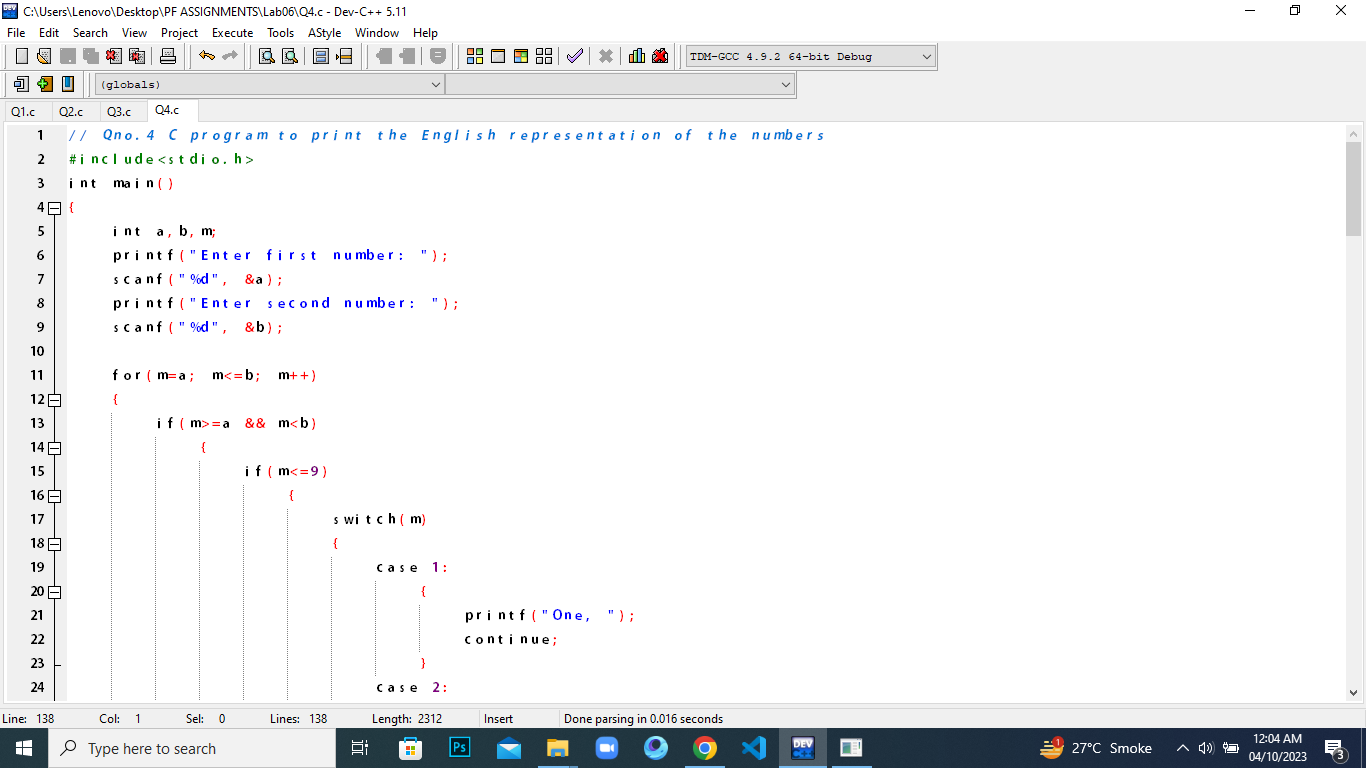 C:\Users\Lenovo\Desktop\PF ASSIGNMENTS\Lab06\Q4.c - Dev-C++ 5.11
File Edit Search View Project Execute Tools AStyle Window Help
TDM-GCC 4.9.2 64-bit Debug
(globals)
Q1.c Q2.c Q3.c Q4.c
1 // Qno.4 C program to print the English representation of the numbers
2 #include<stdio.h>
3 int main()
4 {
5 int a,b,m;
6 printf("Enter first number: ");
7 scanf("%d", &a);
8 printf("Enter second number: ");
9 scanf("%d", &b);
10
11 for(m=a; m<=b; m++)
12 {
13 if(m>=a && m<b)
14 {
15 if(m<=9)
16 {
17 switch(m)
18 {
19 case 1:
20 {
21 printf("One, ");
22 continue;
23 }
24 case 2:
Line: 138 Col: 1 Sel: 0 Lines: 138 Length: 2312 Insert Done parsing in 0.016 seconds
Type here to search
Ps
DEV
1
27°C Smoke
12:04 AM
04/10/2023
3